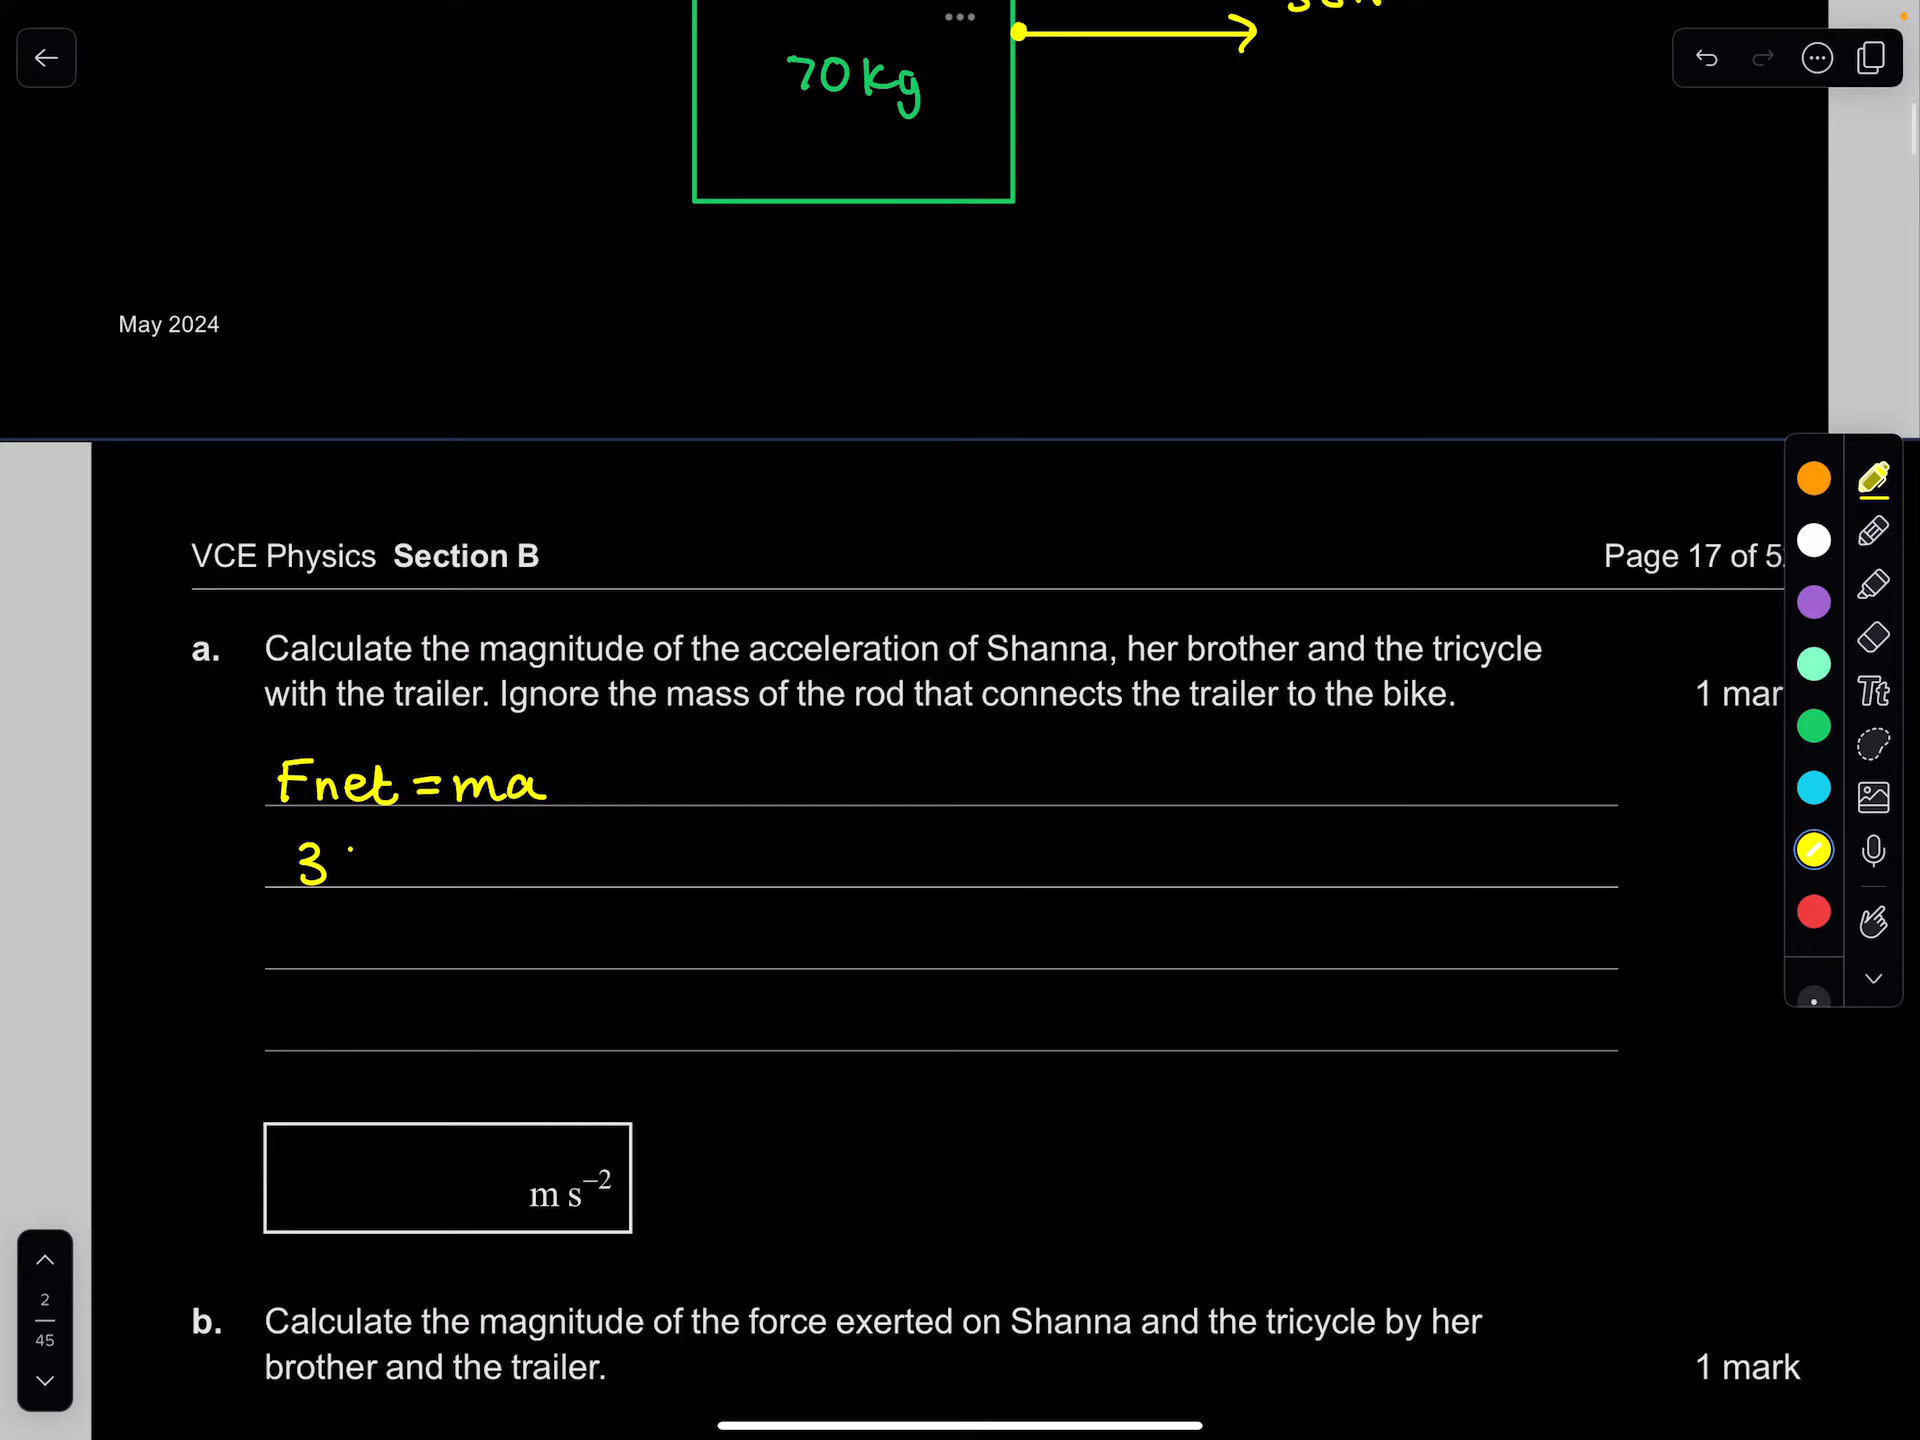 70 kg
May 2024
VCE Physics Section B
Page 17 of 5
a. Calculate the magnitude of the acceleration of Shanna, her brother and the tricycle
with the trailer. Ignore the mass of the rod that connects the trailer to the bike.
1 mar
Fnet = ma
3
m s⁻²
b. Calculate the magnitude of the force exerted on Shanna and the tricycle by her
brother and the trailer.
1 mark
Tt
2
45